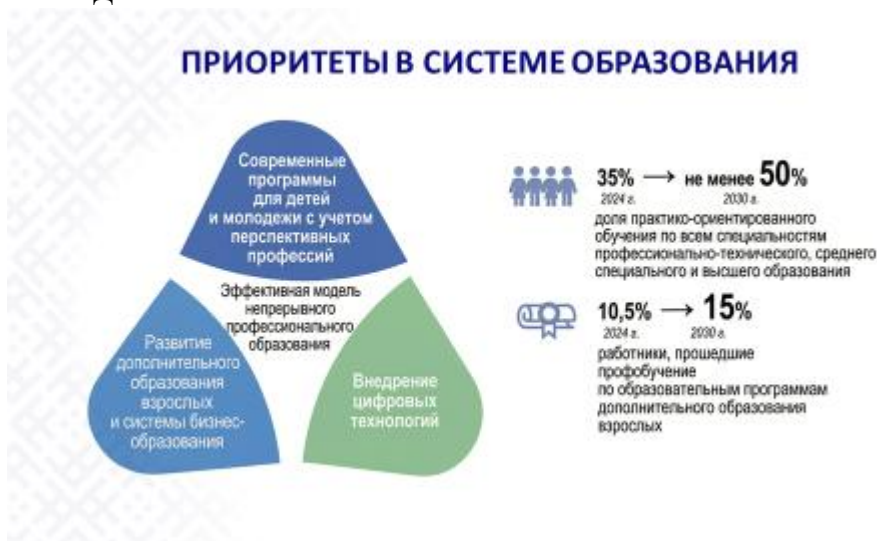 ПРИОРИТЕТЫ В СИСТЕМЕ ОБРАЗОВАНИЯ
Современные
программы
для детей
и молодежи с учетом
перспективных
профессий
Эффективная модель
непрерывного
профессионального
образования
Развитие
дополнительного
образования
взрослых
и системы бизнес-
образования
Внедрение
цифровых
технологий
35% → не менее 50%
2024 г. 2030 г.
доля практико-ориентированного
обучения по всем специальностям
профессионально-технического, среднего
специального и высшего образования
10,5% → 15%
2024 г. 2030 г.
работники, прошедшие
профобучение
по образовательным программам
дополнительного образования
взрослых